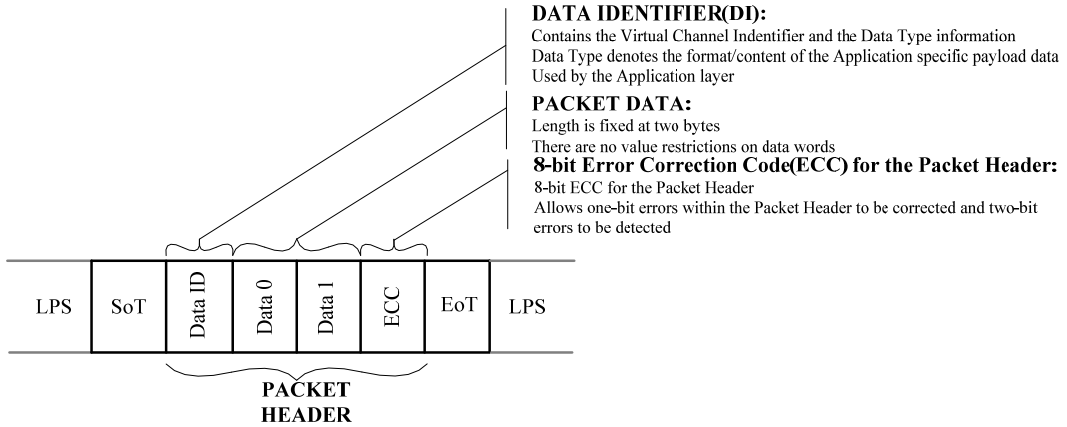 DATA IDENTIFIER(DI):
Contains the Virtual Channel Indentifier and the Data Type information
Data Type denotes the format/content of the Application specific payload data
Used by the Application layer
PACKET DATA:
Length is fixed at two bytes
There are no value restrictions on data words
8-bit Error Correction Code(ECC) for the Packet Header:
8-bit ECC for the Packet Header
Allows one-bit errors within the Packet Header to be corrected and two-bit
errors to be detected
LPS
SoT
Data ID
Data 0
Data 1
ECC
EoT
LPS
PACKET
HEADER